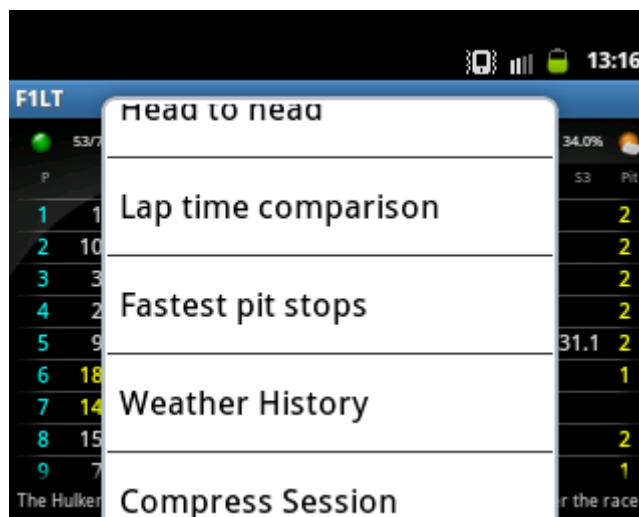 13:16
F1LT
Head to head
53/7 34.0%
P S3 Pit
1 1 2
Lap time comparison
2 10 2
3 3 2
4 2 2
Fastest pit stops
5 9 31.1 2
6 18 1
7 14
Weather History
8 15 2
9 7 1
The Hulker r the race
Compress Session